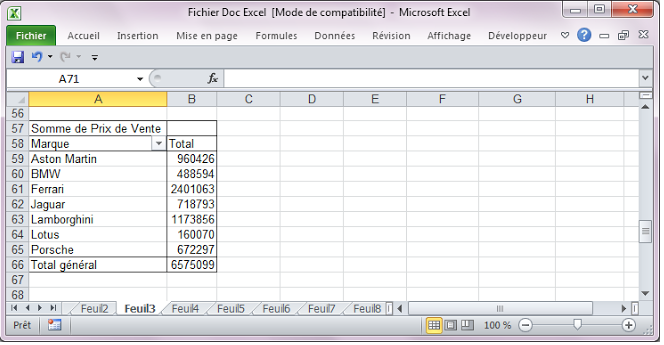 Fichier Doc Excel [Mode de compatibilité] - Microsoft Excel
Fichier Accueil Insertion Mise en page Formules Données Révision Affichage Développeur
A71 fx
A B C D E F G H
56
57 Somme de Prix de Vente
58 Marque Total
59 Aston Martin 960426
60 BMW 488594
61 Ferrari 2401063
62 Jaguar 718793
63 Lamborghini 1173856
64 Lotus 160070
65 Porsche 672297
66 Total général 6575099
67
68
Feuil2 Feuil3 Feuil4 Feuil5 Feuil6 Feuil7 Feuil8
Prêt 100 %